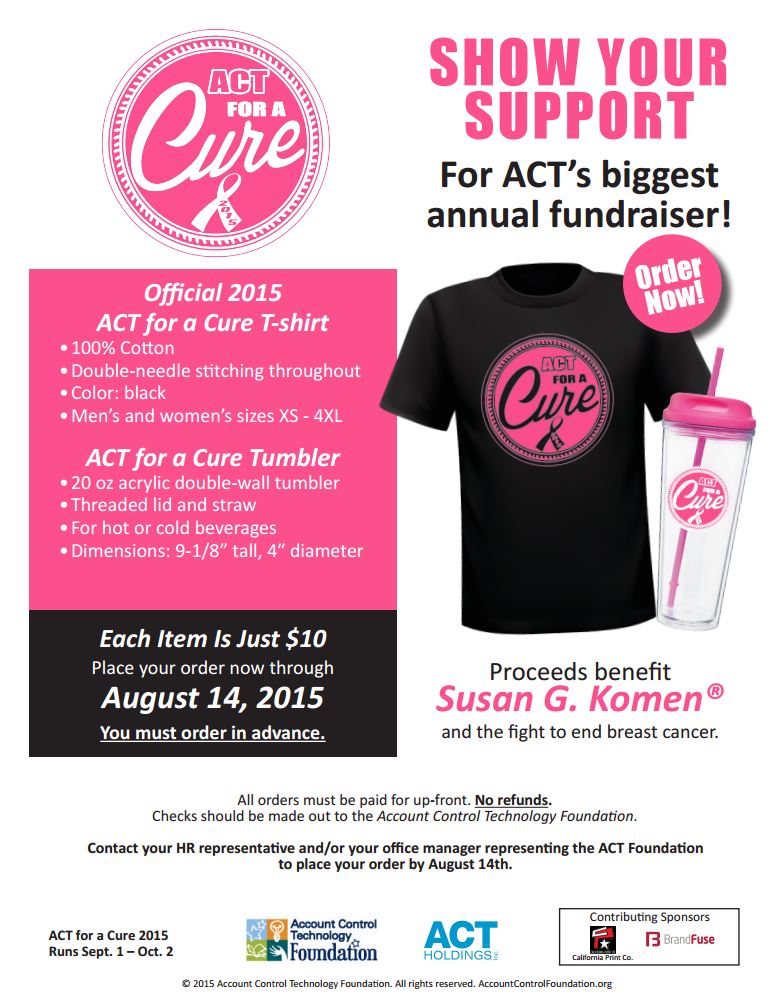 ACT
FOR A
Cure
2015
SHOW YOUR
SUPPORT
For ACT’s biggest
annual fundraiser!
Order
Now!
Official 2015
ACT for a Cure T-shirt
• 100% Cotton
• Double-needle stitching throughout
• Color: black
• Men’s and women’s sizes XS - 4XL
ACT for a Cure Tumbler
• 20 oz acrylic double-wall tumbler
• Threaded lid and straw
• For hot or cold beverages
• Dimensions: 9-1/8” tall, 4” diameter
Each Item Is Just $10
Place your order now through
August 14, 2015
You must order in advance.
ACT
FOR A
Cure
2015
ACT
FOR A
Cure
Proceeds benefit
Susan G. Komen®
and the fight to end breast cancer.
All orders must be paid for up-front. No refunds.
Checks should be made out to the Account Control Technology Foundation.
Contact your HR representative and/or your office manager representing the ACT Foundation
to place your order by August 14th.
ACT for a Cure 2015
Runs Sept. 1 – Oct. 2
Account Control
Technology
Foundation
ACT
HOLDINGS INC.
Contributing Sponsors
California Print Co.
BrandFuse
© 2015 Account Control Technology Foundation. All rights reserved. AccountControlFoundation.org